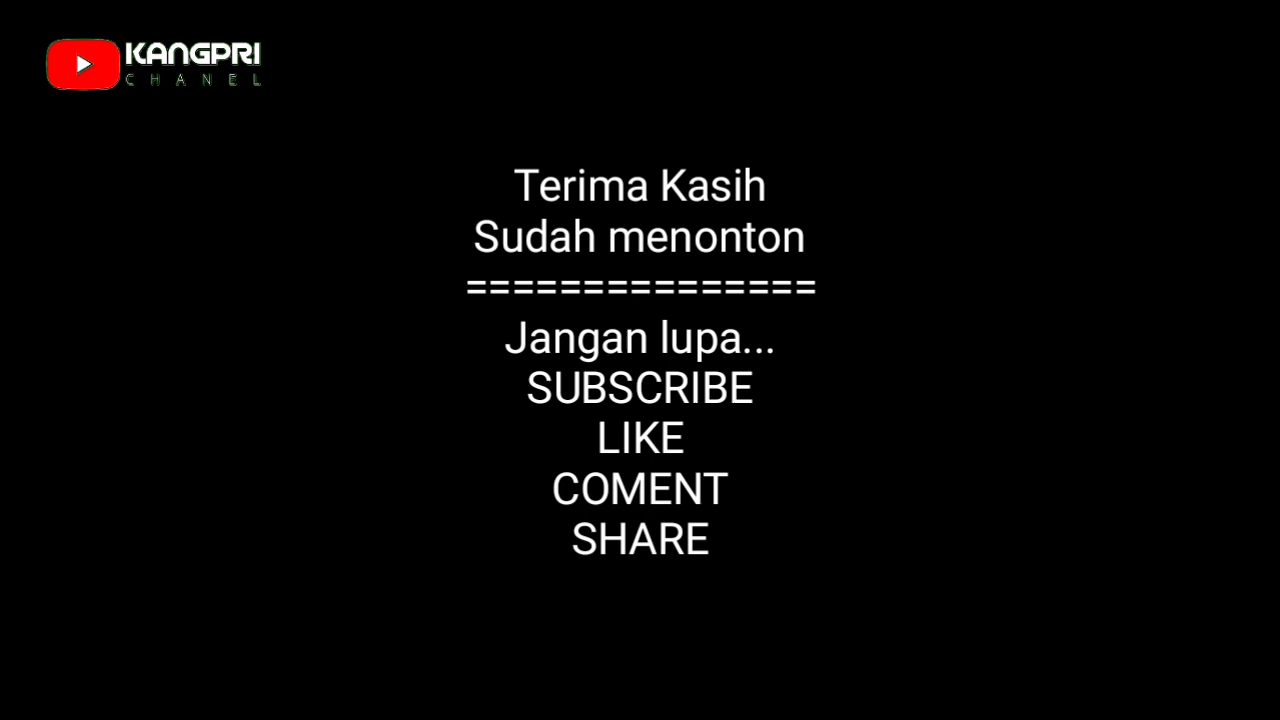 KANGPRI
CHANEL
Terima Kasih
Sudah menonton
===============
Jangan lupa...
SUBSCRIBE
LIKE
COMENT
SHARE